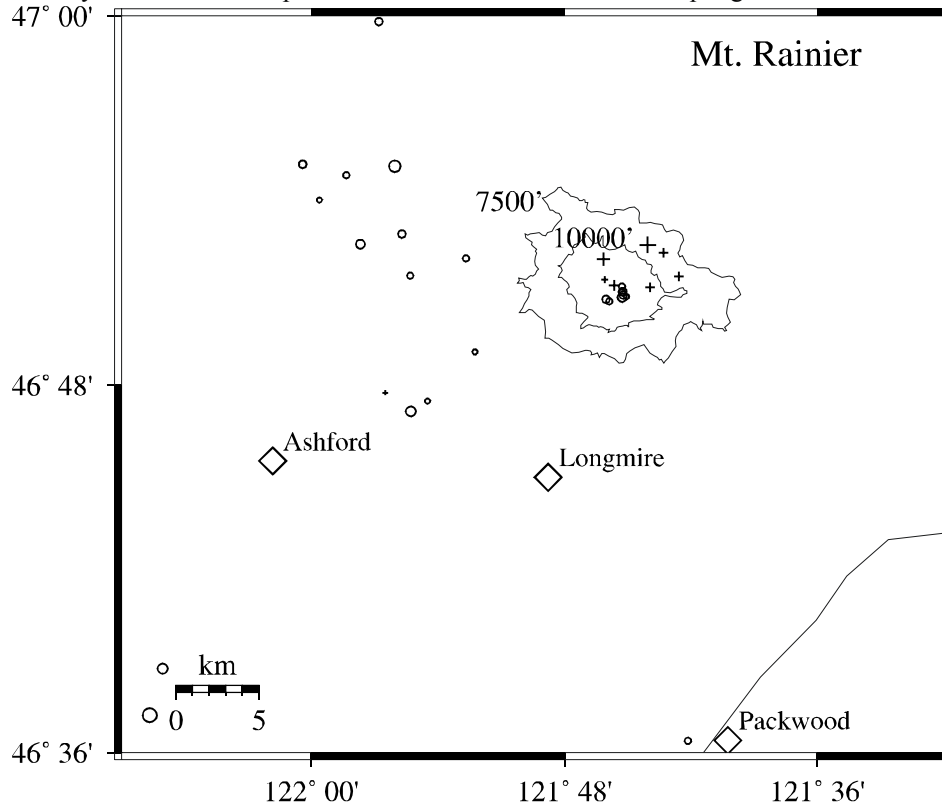 47° 00'
Mt. Rainier
7500'
10000'
46° 48'
Ashford
Longmire
km
0 5
Packwood
46° 36'
122° 00' 121° 48' 121° 36'